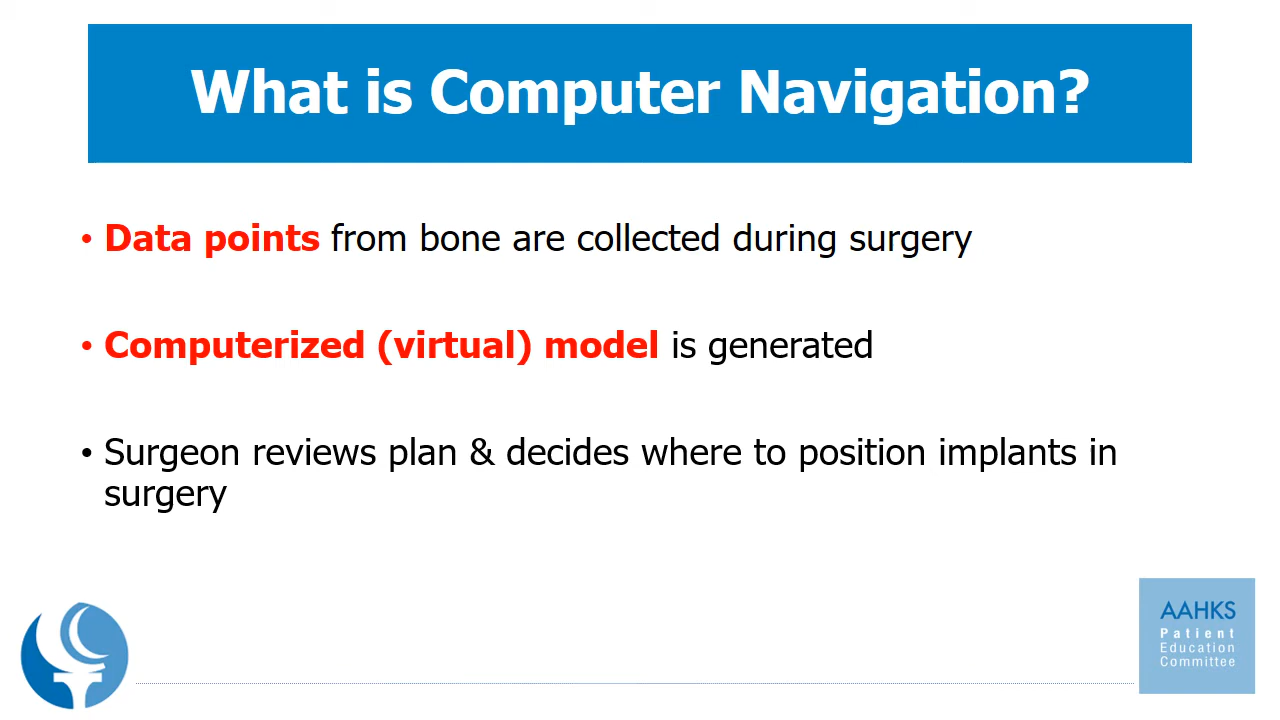 What is Computer Navigation?
• Data points from bone are collected during surgery
• Computerized (virtual) model is generated
• Surgeon reviews plan & decides where to position implants in
surgery
AAHKS
Patient
Education
Committee